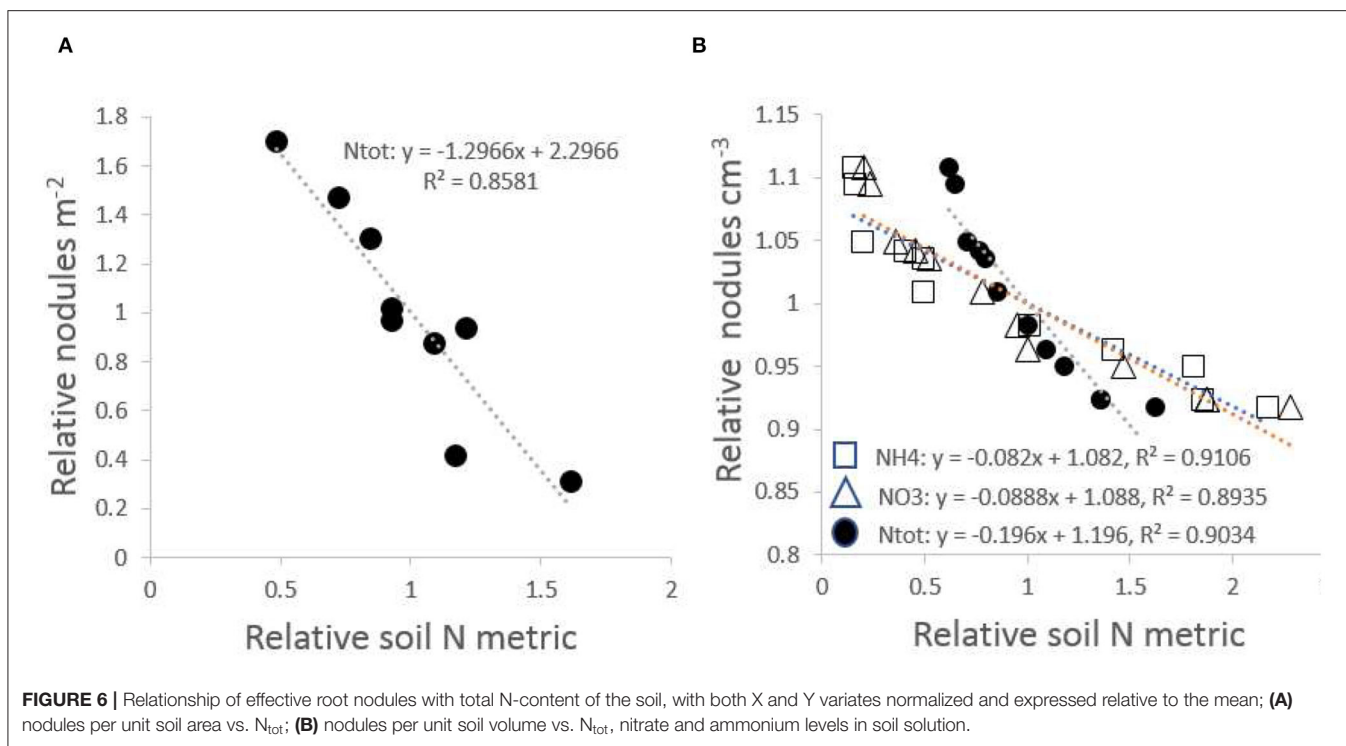 A
Relative nodules m⁻²
1.8
1.6
1.4
1.2
1
0.8
0.6
0.4
0.2
0
Ntot: y = -1.2966x + 2.2966
R² = 0.8581
0 0.5 1 1.5 2
Relative soil N metric
B
Relative nodules cm⁻³
1.15
1.1
1.05
1
0.95
0.9
0.85
0.8
NH4: y = -0.082x + 1.082, R² = 0.9106
NO3: y = -0.0888x + 1.088, R² = 0.8935
Ntot: y = -0.196x + 1.196, R² = 0.9034
0 0.5 1 1.5 2
Relative soil N metric
FIGURE 6 | Relationship of effective root nodules with total N-content of the soil, with both X and Y variates normalized and expressed relative to the mean; (A)
nodules per unit soil area vs. Nₜₒₜ; (B) nodules per unit soil volume vs. Nₜₒₜ, nitrate and ammonium levels in soil solution.